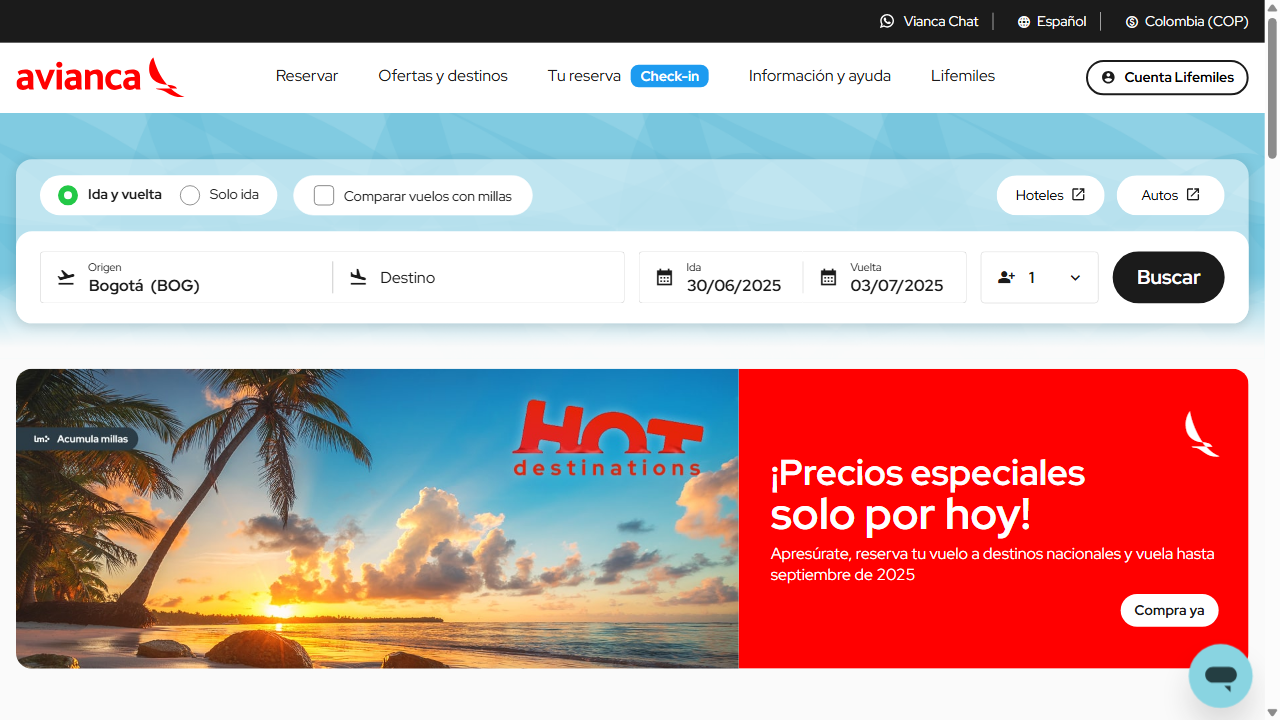 Vianca Chat
Español
Colombia (COP)
avianca
Reservar
Ofertas y destinos
Tu reserva
Check-in
Información y ayuda
Lifemiles
Cuenta Lifemiles
Ida y vuelta
Solo ida
Comparar vuelos con millas
Hoteles
Autos
Origen
Bogotá (BOG)
Destino
Ida
30/06/2025
Vuelta
03/07/2025
1
Buscar
lm Acumula millas
HOT
destinations
¡Precios especiales
solo por hoy!
Apresúrate, reserva tu vuelo a destinos nacionales y vuela hasta
septiembre de 2025
Compra ya